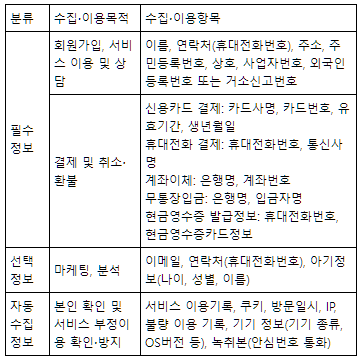 분류
수집·이용목적
수집·이용항목
필수
정보
회원가입, 서비
스 이용 및 상
담
이름, 연락처(휴대전화번호), 주소, 주
민등록번호, 상호, 사업자번호, 외국인
등록번호 또는 거소신고번호
결제 및 취소·
환불
신용카드 결제: 카드사명, 카드번호, 유
효기간, 생년월일
휴대전화 결제: 휴대전화번호, 통신사
명
계좌이체: 은행명, 계좌번호
무통장입금: 은행명, 입금자명
현금영수증 발급정보: 휴대전화번호,
현금영수증카드정보
선택
정보
마케팅, 분석
이메일, 연락처(휴대전화번호), 아기정
보(나이, 성별, 이름)
자동
수집
정보
본인 확인 및
서비스 부정이
용 확인·방지
서비스 이용기록, 쿠키, 방문일시, IP,
불량 이용 기록, 기기 정보(기기 종류,
OS버전 등), 녹취본(안심번호 통화)